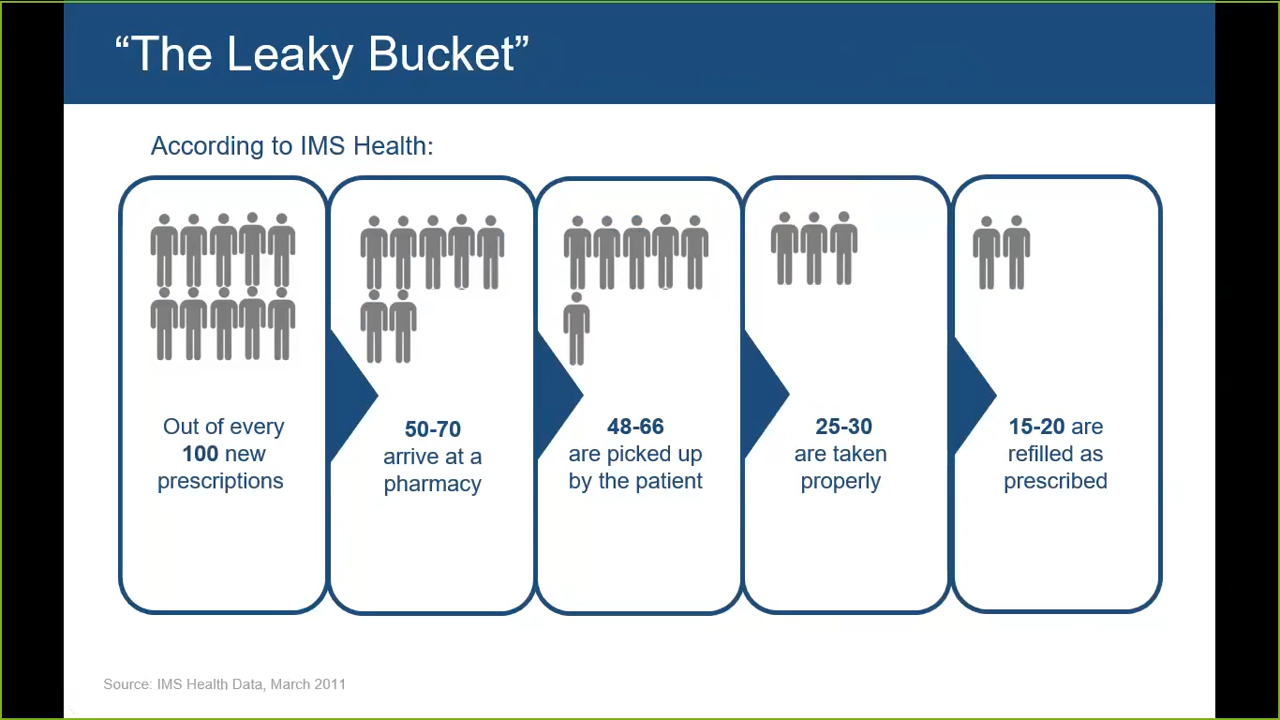 “The Leaky Bucket”
According to IMS Health:
Out of every
100 new
prescriptions
50-70
arrive at a
pharmacy
48-66
are picked up
by the patient
25-30
are taken
properly
15-20 are
refilled as
prescribed
Source: IMS Health Data, March 2011